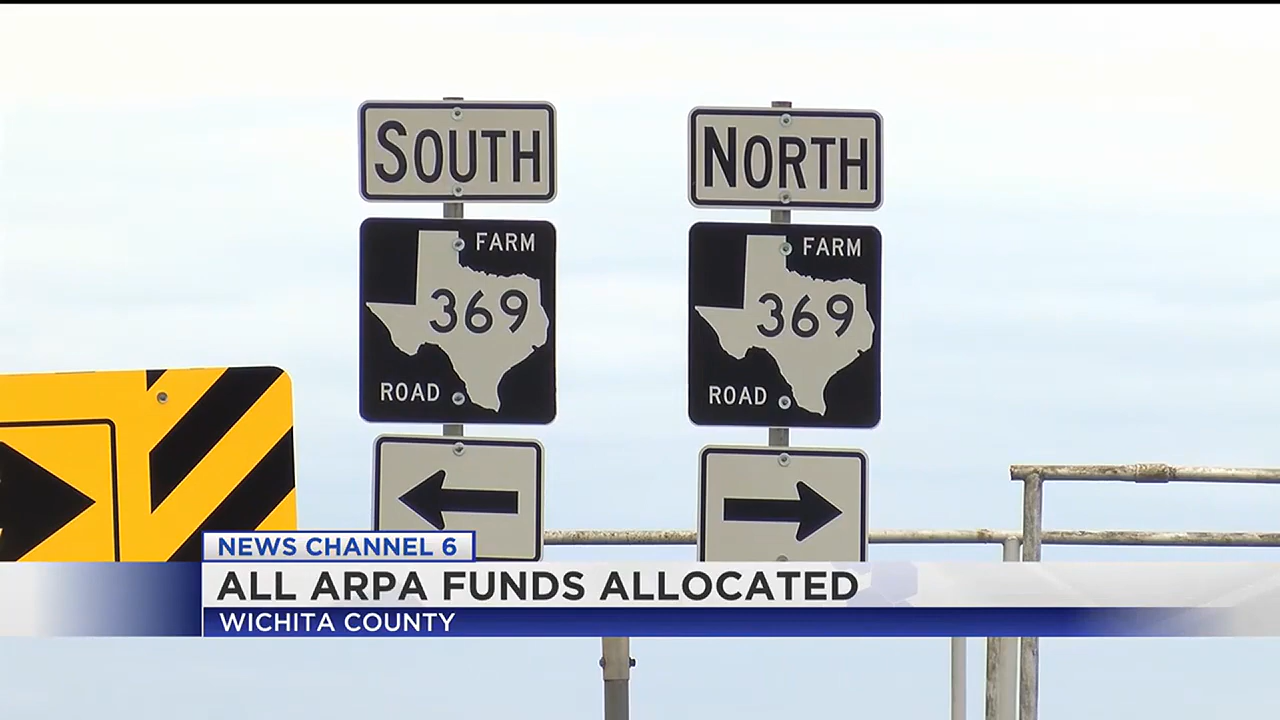 SOUTH
FARM
369
ROAD
NORTH
FARM
369
ROAD
NEWS CHANNEL 6
ALL ARPA FUNDS ALLOCATED
WICHITA COUNTY